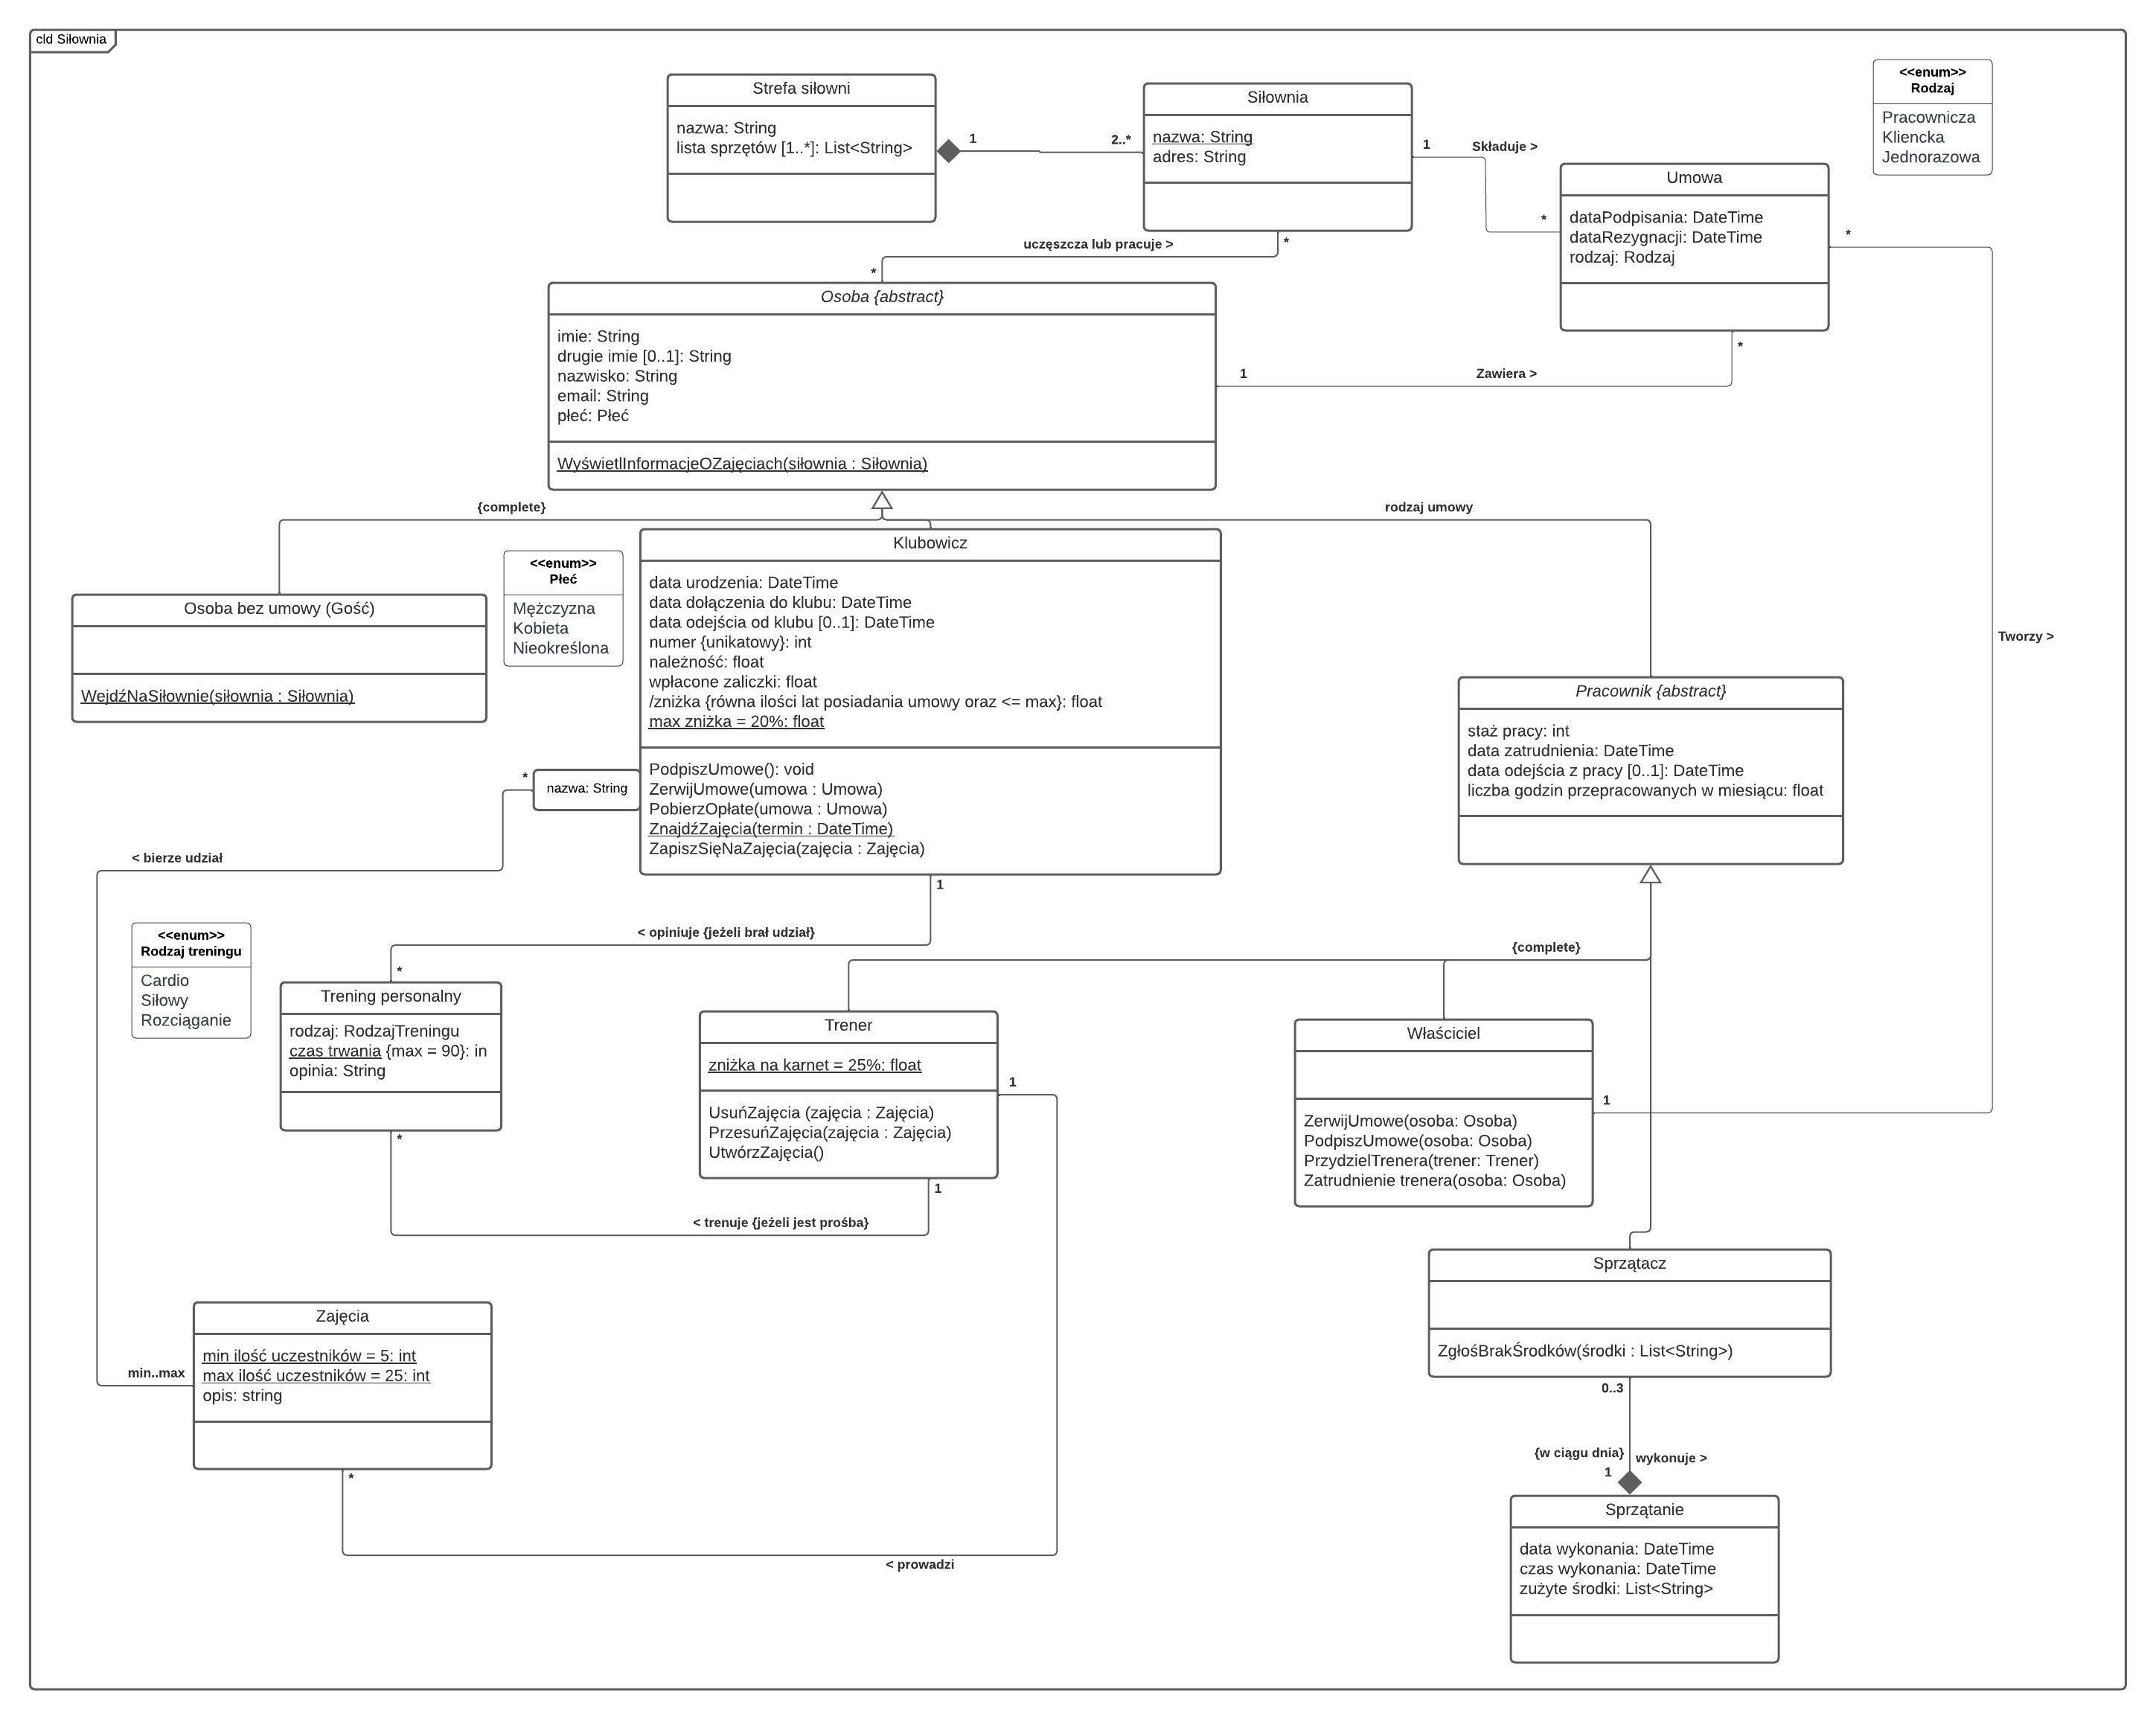 cld Siłownia
Strefa siłowni
nazwa: String
lista sprzętów [1..*]: List<String>
1
2..*
Siłownia
nazwa: String
adres: String
1
Składuje >
*
<<enum>>
Rodzaj
Pracownicza
Kliencka
Jednorazowa
Umowa
dataPodpisania: DateTime
dataRezygnacji: DateTime
rodzaj: Rodzaj
*
*
uczęszcza lub pracuje >
*
*
Osoba {abstract}
imie: String
drugie imie [0..1]: String
nazwisko: String
email: String
płeć: Płeć
WyświetlInformacjeOZajęciach(siłownia : Siłownia)
1
Zawiera >
{complete}
rodzaj umowy
Osoba bez umowy (Gość)
WejdźNaSiłownie(siłownia : Siłownia)
<<enum>>
Płeć
Mężczyzna
Kobieta
Nieokreślona
Klubowicz
data urodzenia: DateTime
data dołączenia do klubu: DateTime
data odejścia od klubu [0..1]: DateTime
numer {unikatowy}: int
należność: float
wpłacone zaliczki: float
/zniżka {równa ilości lat posiadania umowy oraz <= max}: float
max zniżka = 20%: float
PodpiszUmowe(): void
ZerwijUmowe(umowa : Umowa)
PobierzOpłate(umowa : Umowa)
ZnajdźZajęcia(termin : DateTime)
ZapiszSięNaZajęcia(zajęcia : Zajęcia)
*
nazwa: String
Tworzy >
Pracownik {abstract}
staż pracy: int
data zatrudnienia: DateTime
data odejścia z pracy [0..1]: DateTime
liczba godzin przepracowanych w miesiącu: float
< bierze udział
1
< opiniuje {jeżeli brał udział}
*
{complete}
<<enum>>
Rodzaj treningu
Cardio
Siłowy
Rozciąganie
Trening personalny
rodzaj: RodzajTreningu
czas trwania {max = 90}: in
opinia: String
*
Trener
zniżka na karnet = 25%: float
UsuńZajęcia (zajęcia : Zajęcia)
PrzesuńZajęcia(zajęcia : Zajęcia)
UtwórzZajęcia()
1
1
< trenuje {jeżeli jest prośba}
Właściciel
ZerwijUmowe(osoba: Osoba)
PodpiszUmowe(osoba: Osoba)
PrzydzielTrenera(trener: Trener)
Zatrudnienie trenera(osoba: Osoba)
1
Sprzątacz
ZgłośBrakŚrodków(środki : List<String>)
0..3
{w ciągu dnia}
wykonuje >
1
Zajęcia
min ilość uczestników = 5: int
max ilość uczestników = 25: int
opis: string
min..max
*
< prowadzi
Sprzątanie
data wykonania: DateTime
czas wykonania: DateTime
zużyte środki: List<String>